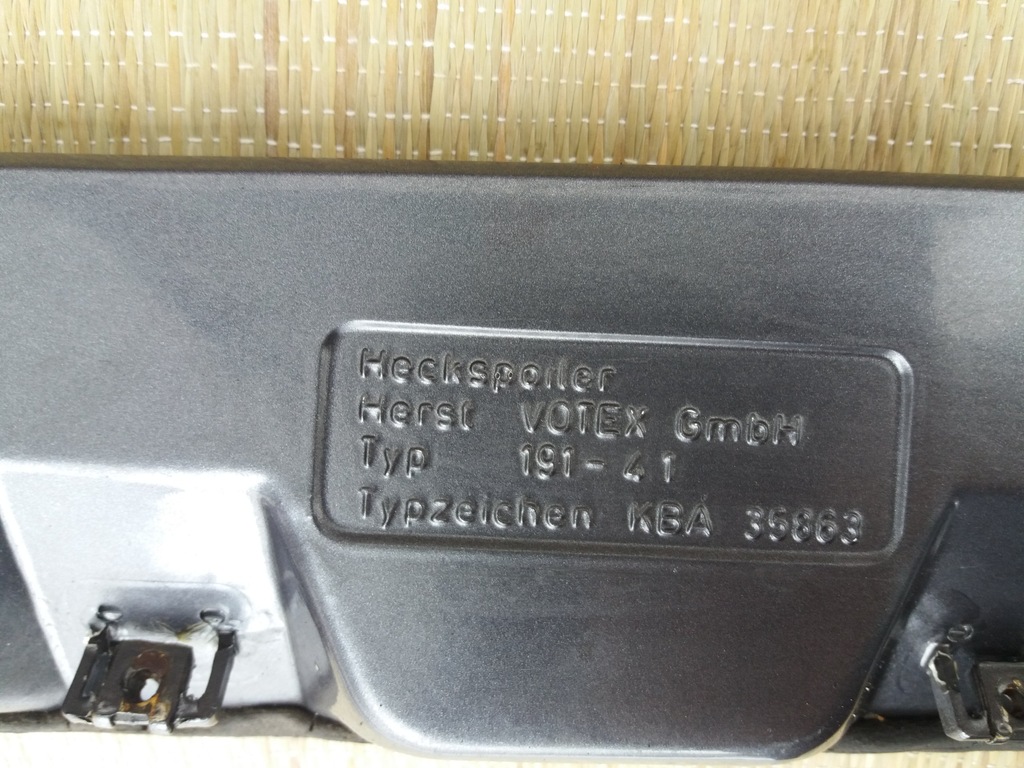 Heckspoiler
Herst VOTEX GmbH
Typ 191-41
Typzeichen KBA 35863